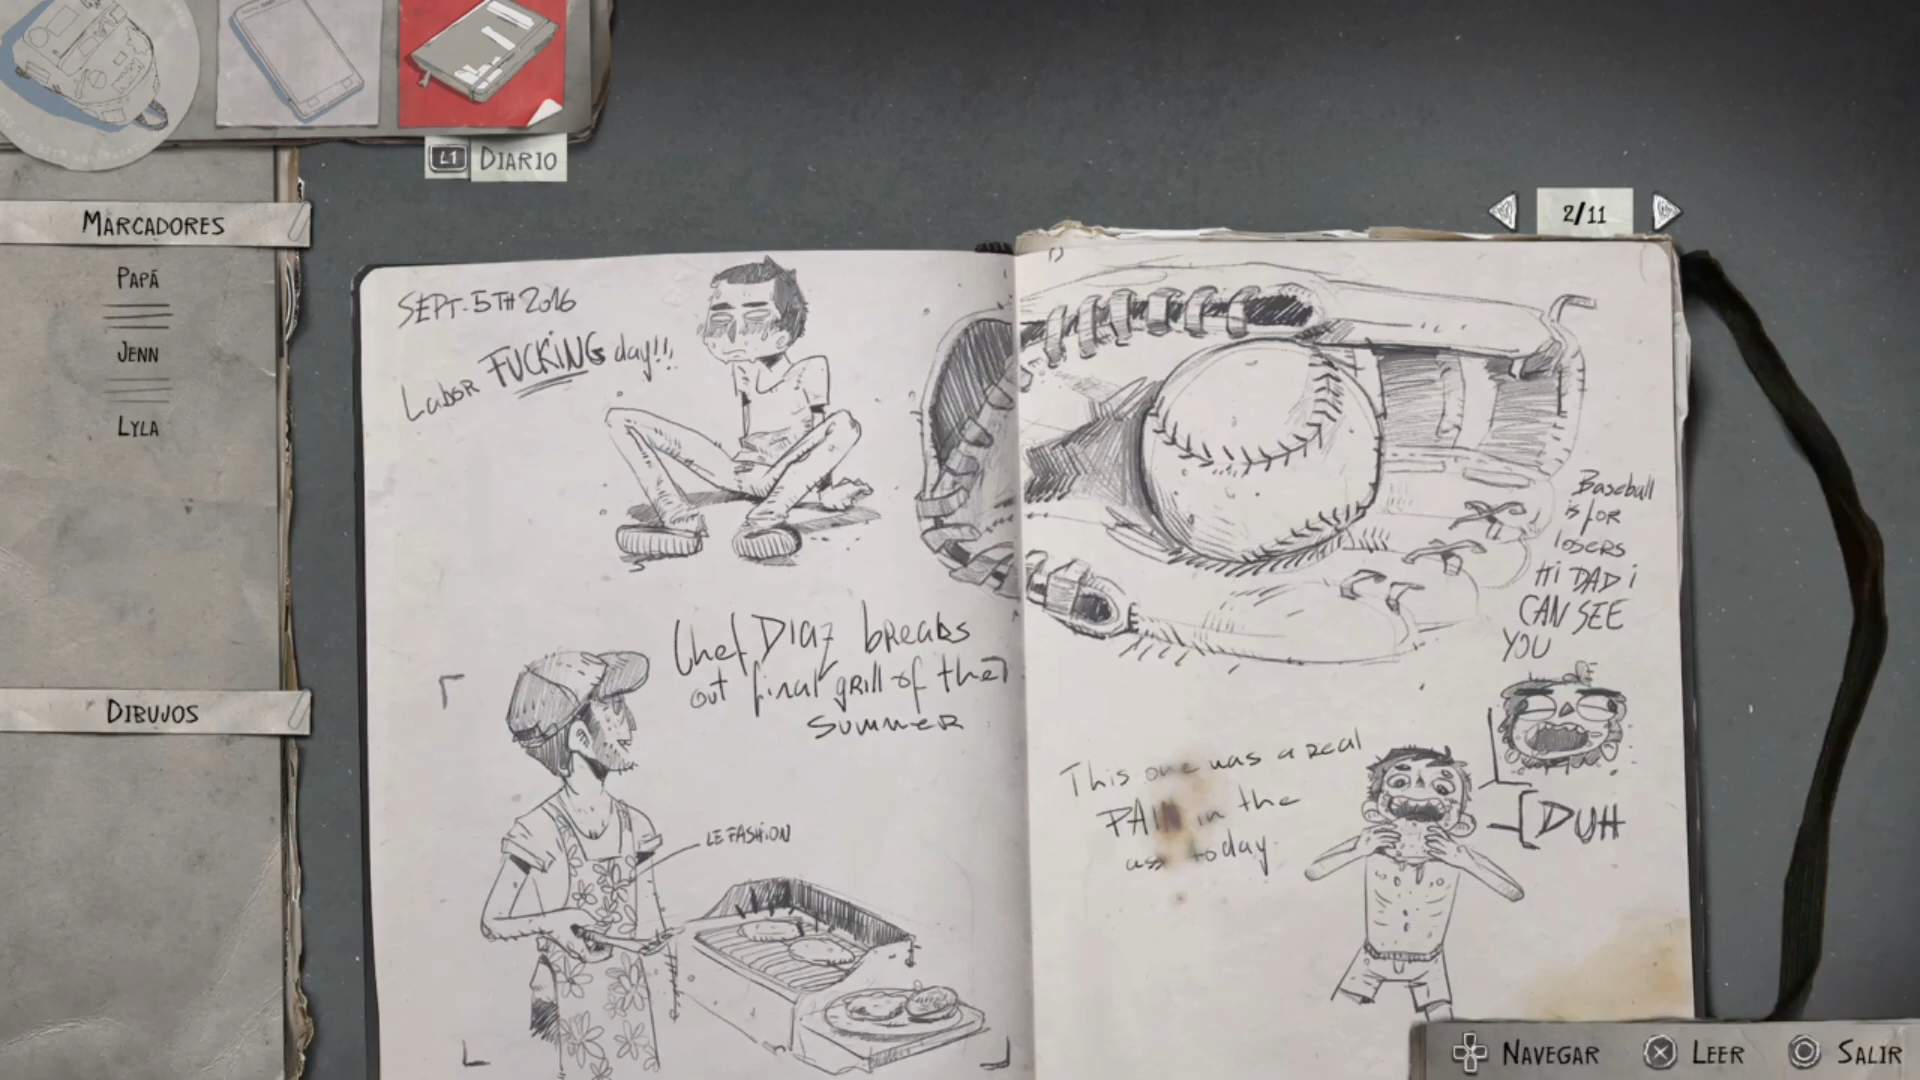 L1 DIARIO
MARCADORES
PAPÁ
JENN
LYLA
DIBUJOS
2/11
SEPT. 5TH 2016
LABOR FUCKING day!!
Chef DIAZ breaks
out final grill of the
SUMMER
LE FASHION
Baseball
is for
losers
Hi DAD i
CAN SEE
YOU
This one was a real
PAIN in the
ass today
DUH
NAVEGAR
LEER
SALIR